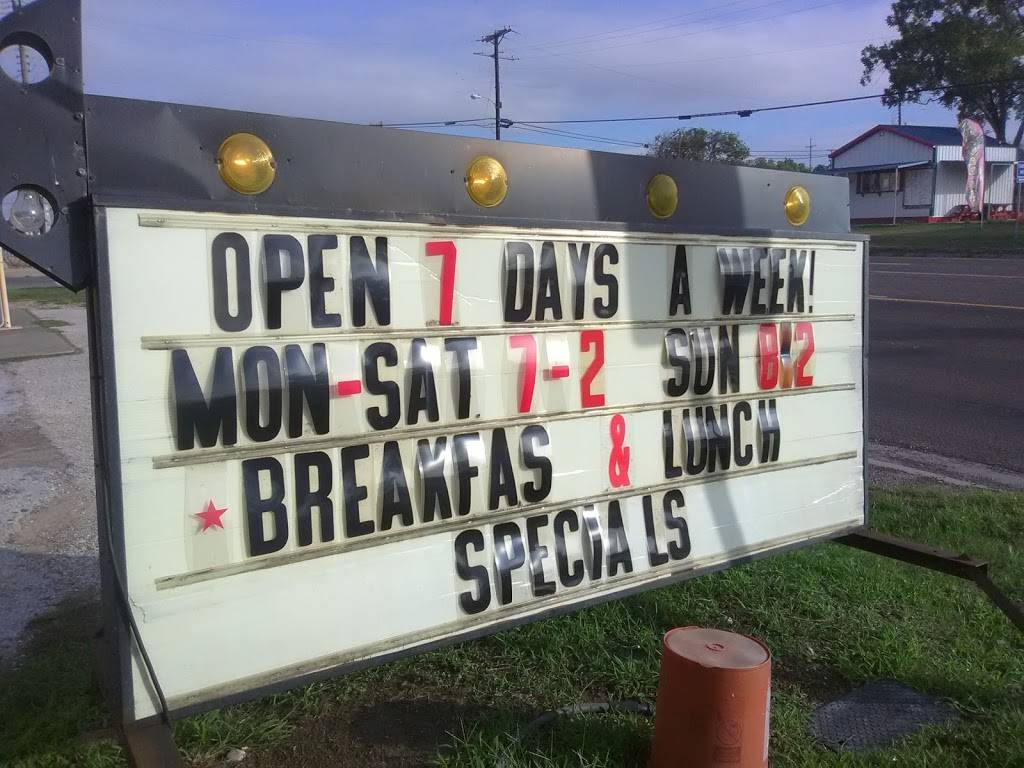 OPEN 7 DAYS A WEEK!
MON-SAT. 7-2 SUN 8-2
★ BREAKFAS & LUNCH
SPECIALS